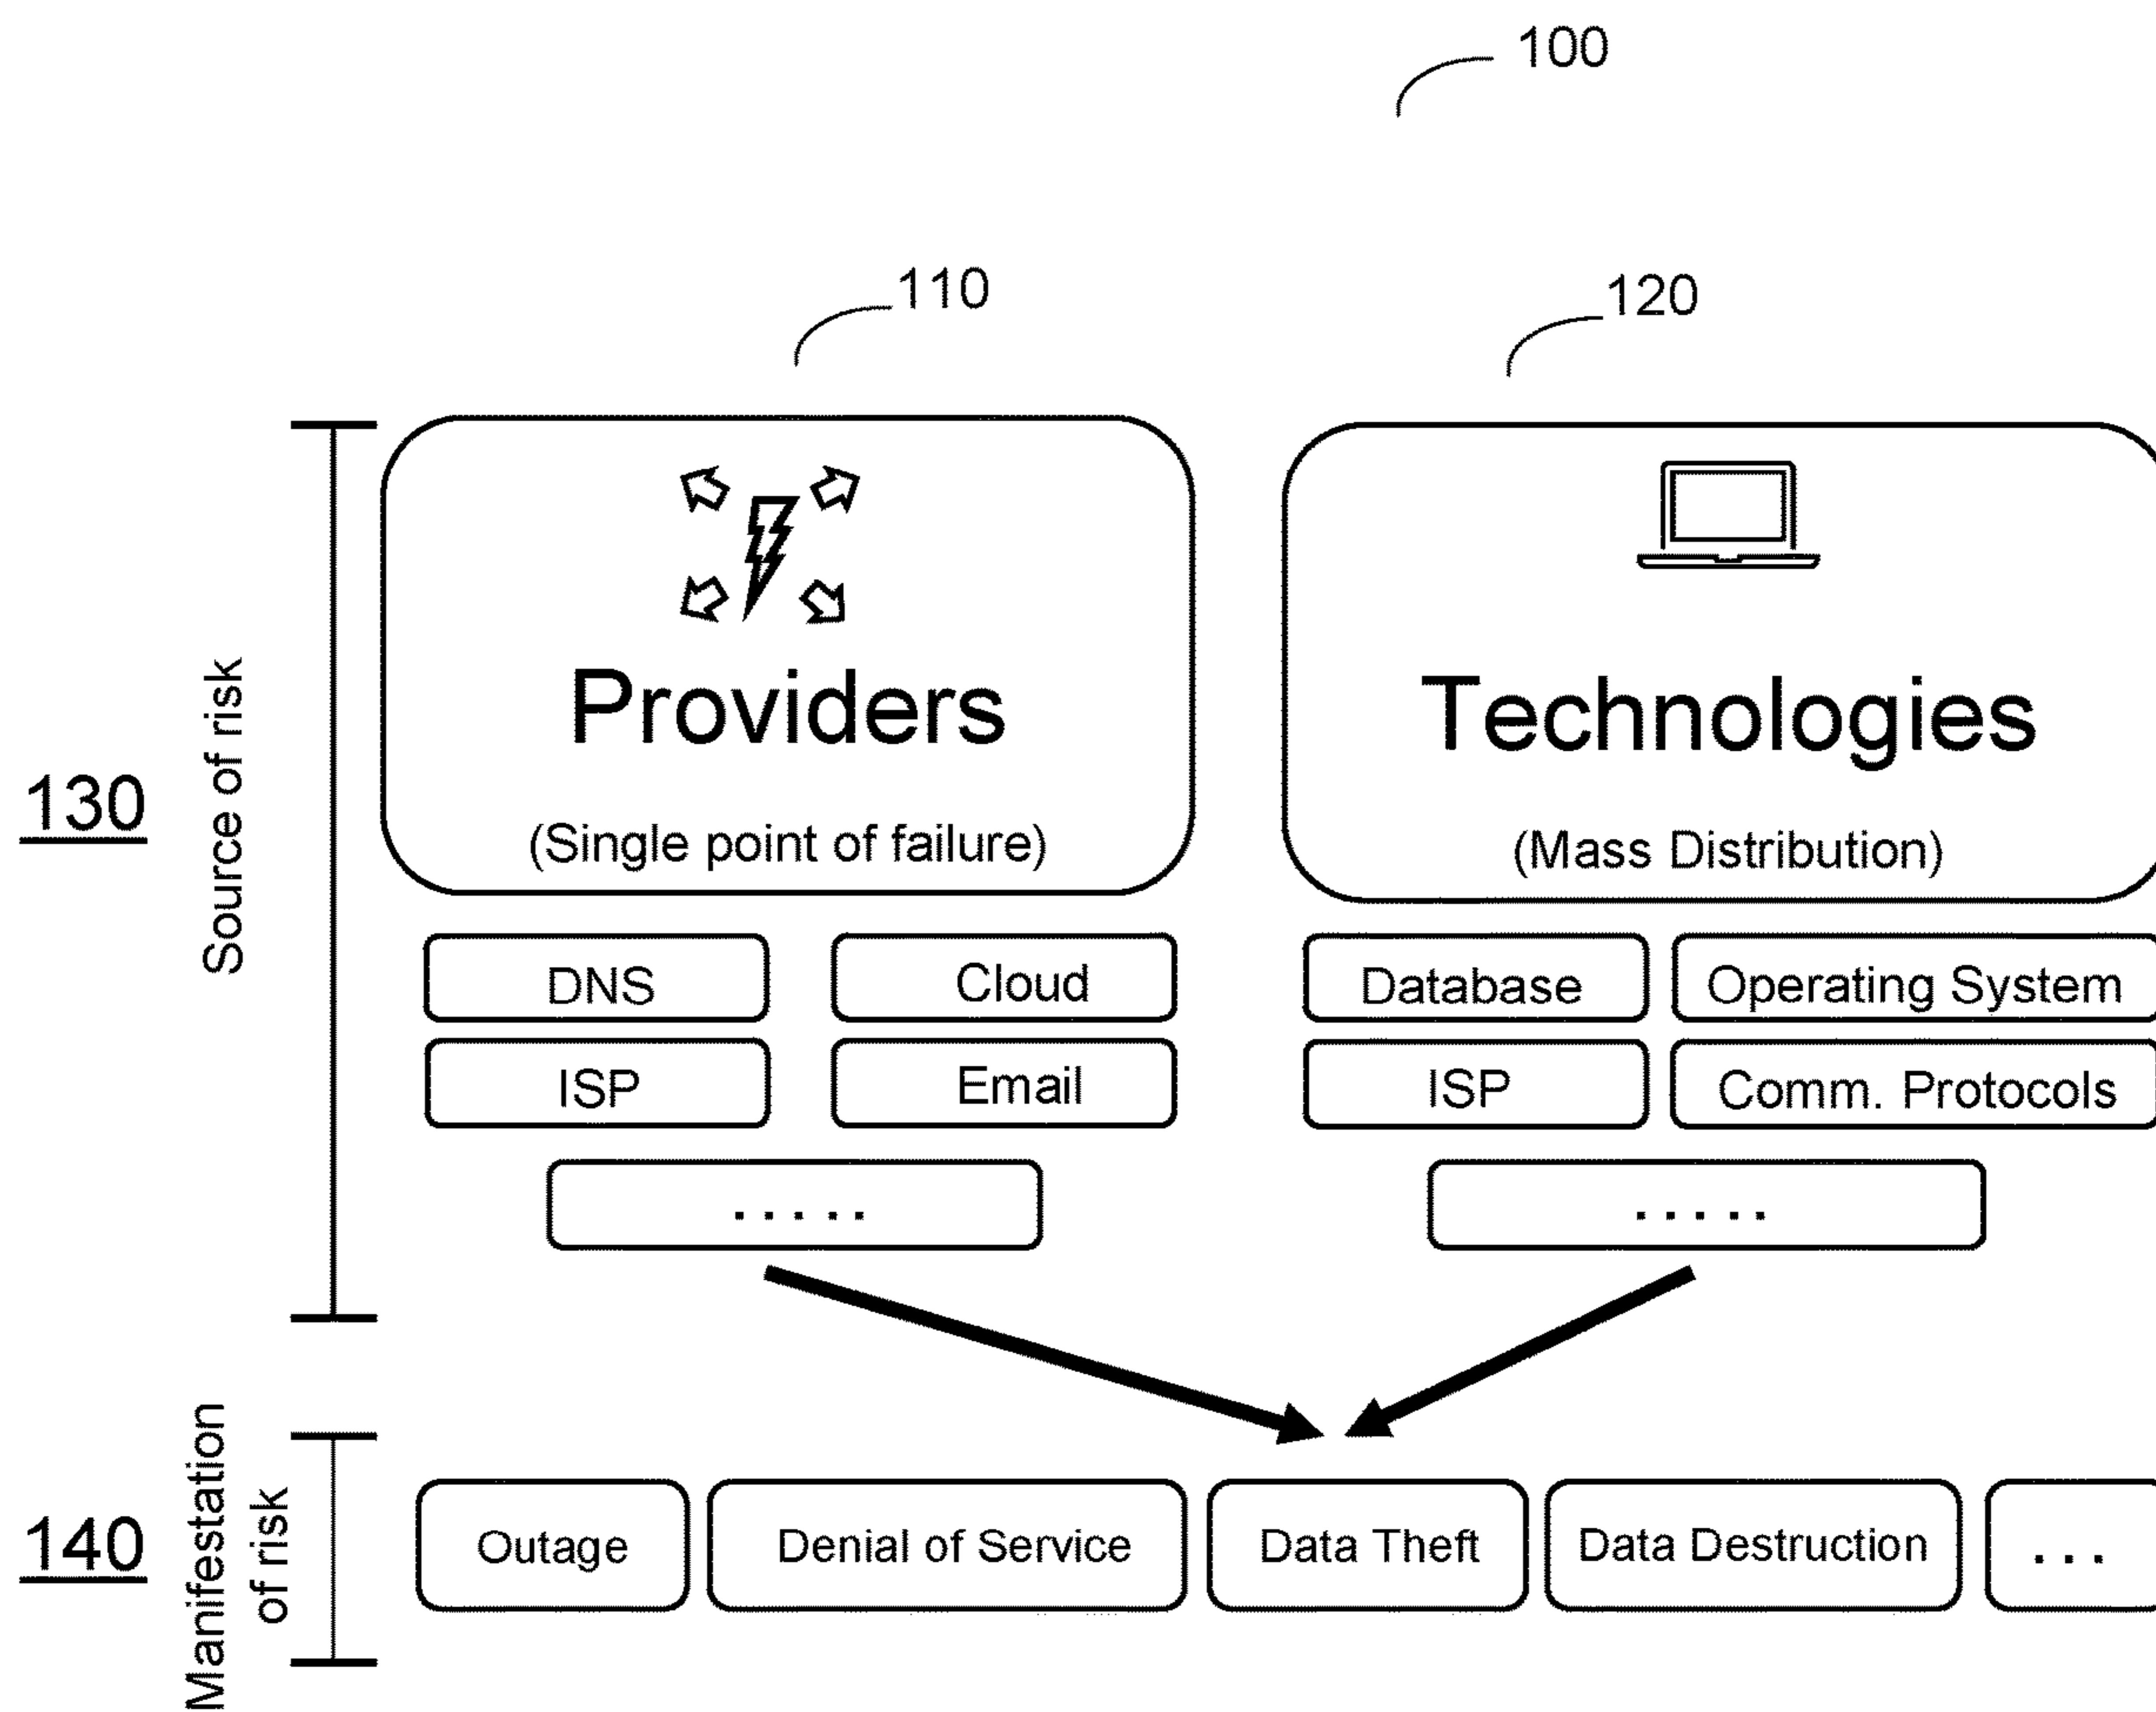 100
110
120
130
Source of risk
Providers
(Single point of failure)
Technologies
(Mass Distribution)
DNS
Cloud
Database
Operating System
ISP
Email
ISP
Comm. Protocols
.....
.....
140
Manifestation
of risk
Outage
Denial of Service
Data Theft
Data Destruction
...